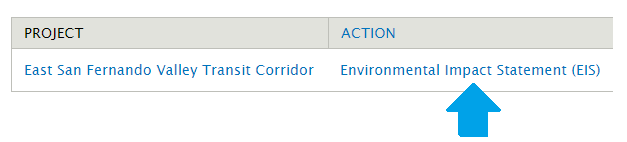 PROJECT ACTION
East San Fernando Valley Transit Corridor Environmental Impact Statement (EIS)